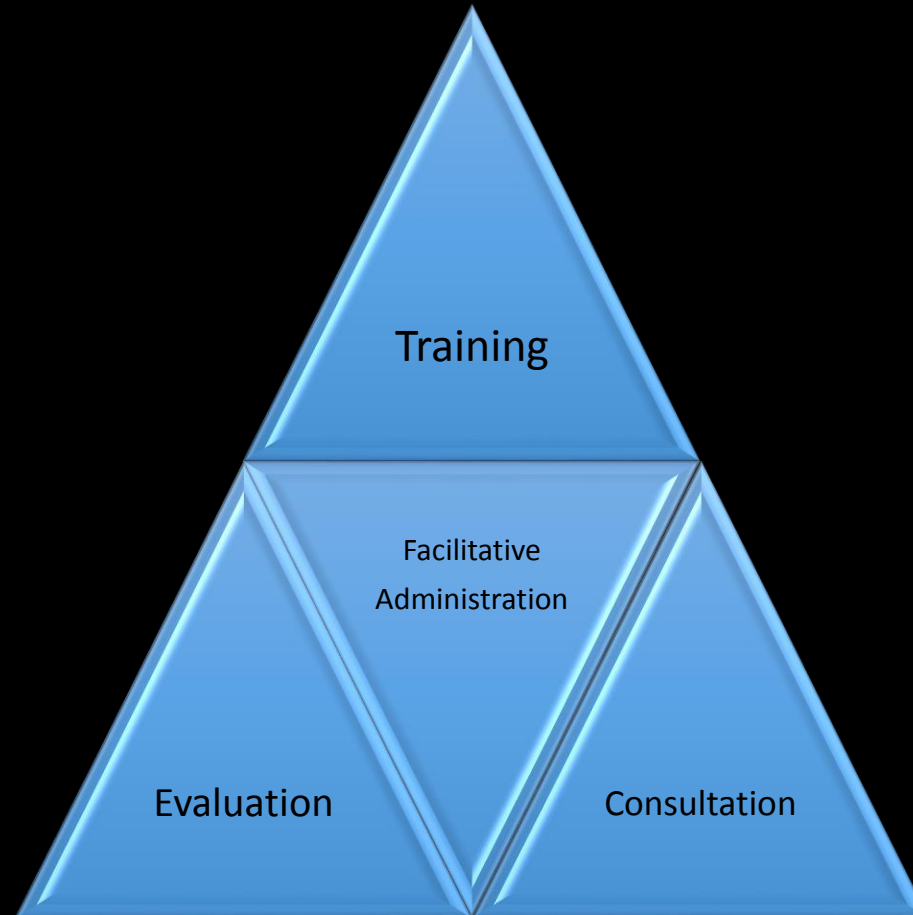 Training
Facilitative
Administration
Evaluation
Consultation